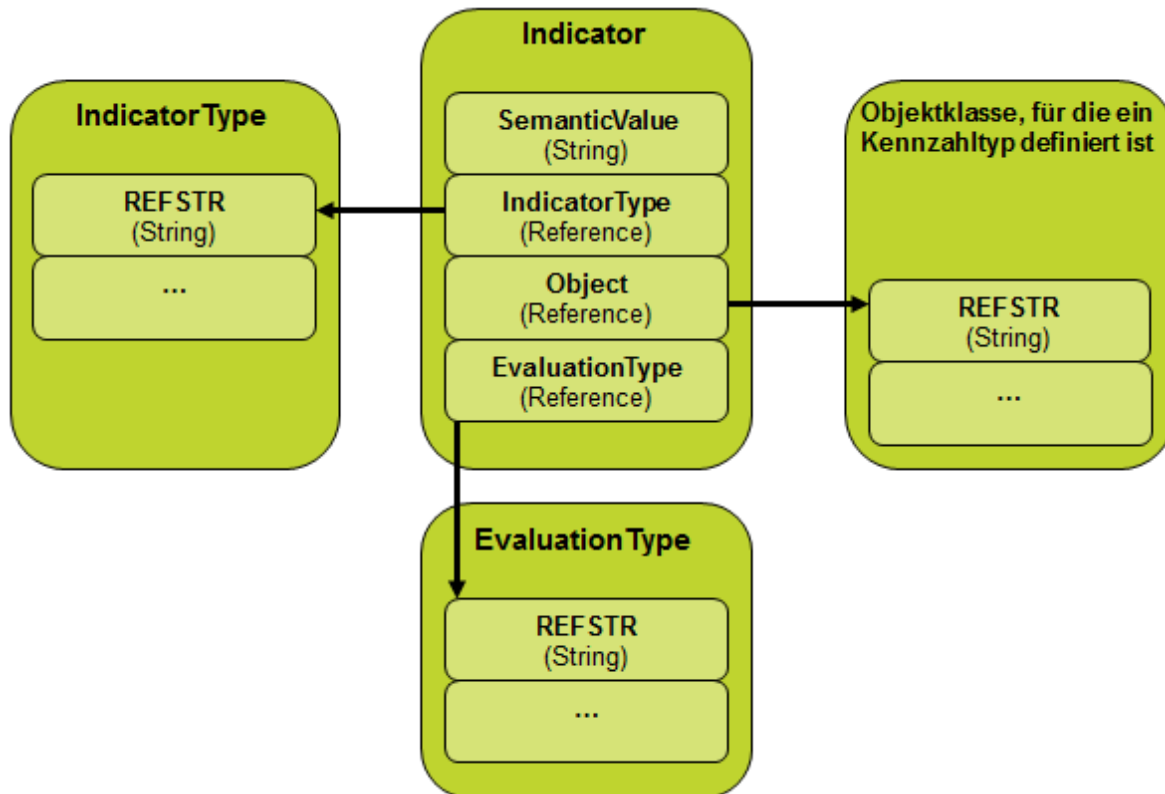 Indicator
SemanticValue
(String)
IndicatorType
(Reference)
Object
(Reference)
EvaluationType
(Reference)
IndicatorType
REFSTR
(String)
...
Objektklasse, für die ein
Kennzahltyp definiert ist
REFSTR
(String)
...
EvaluationType
REFSTR
(String)
...